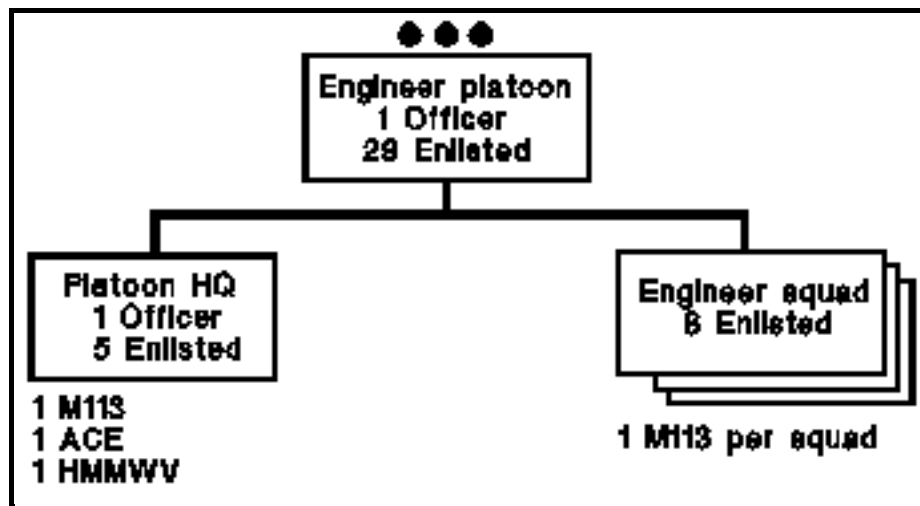 Engineer platoon
1 Officer
29 Enlisted
Platoon HQ
1 Officer
5 Enlisted
Engineer squad
8 Enlisted
1 M113
1 ACE
1 HMMWV
1 M113 per squad